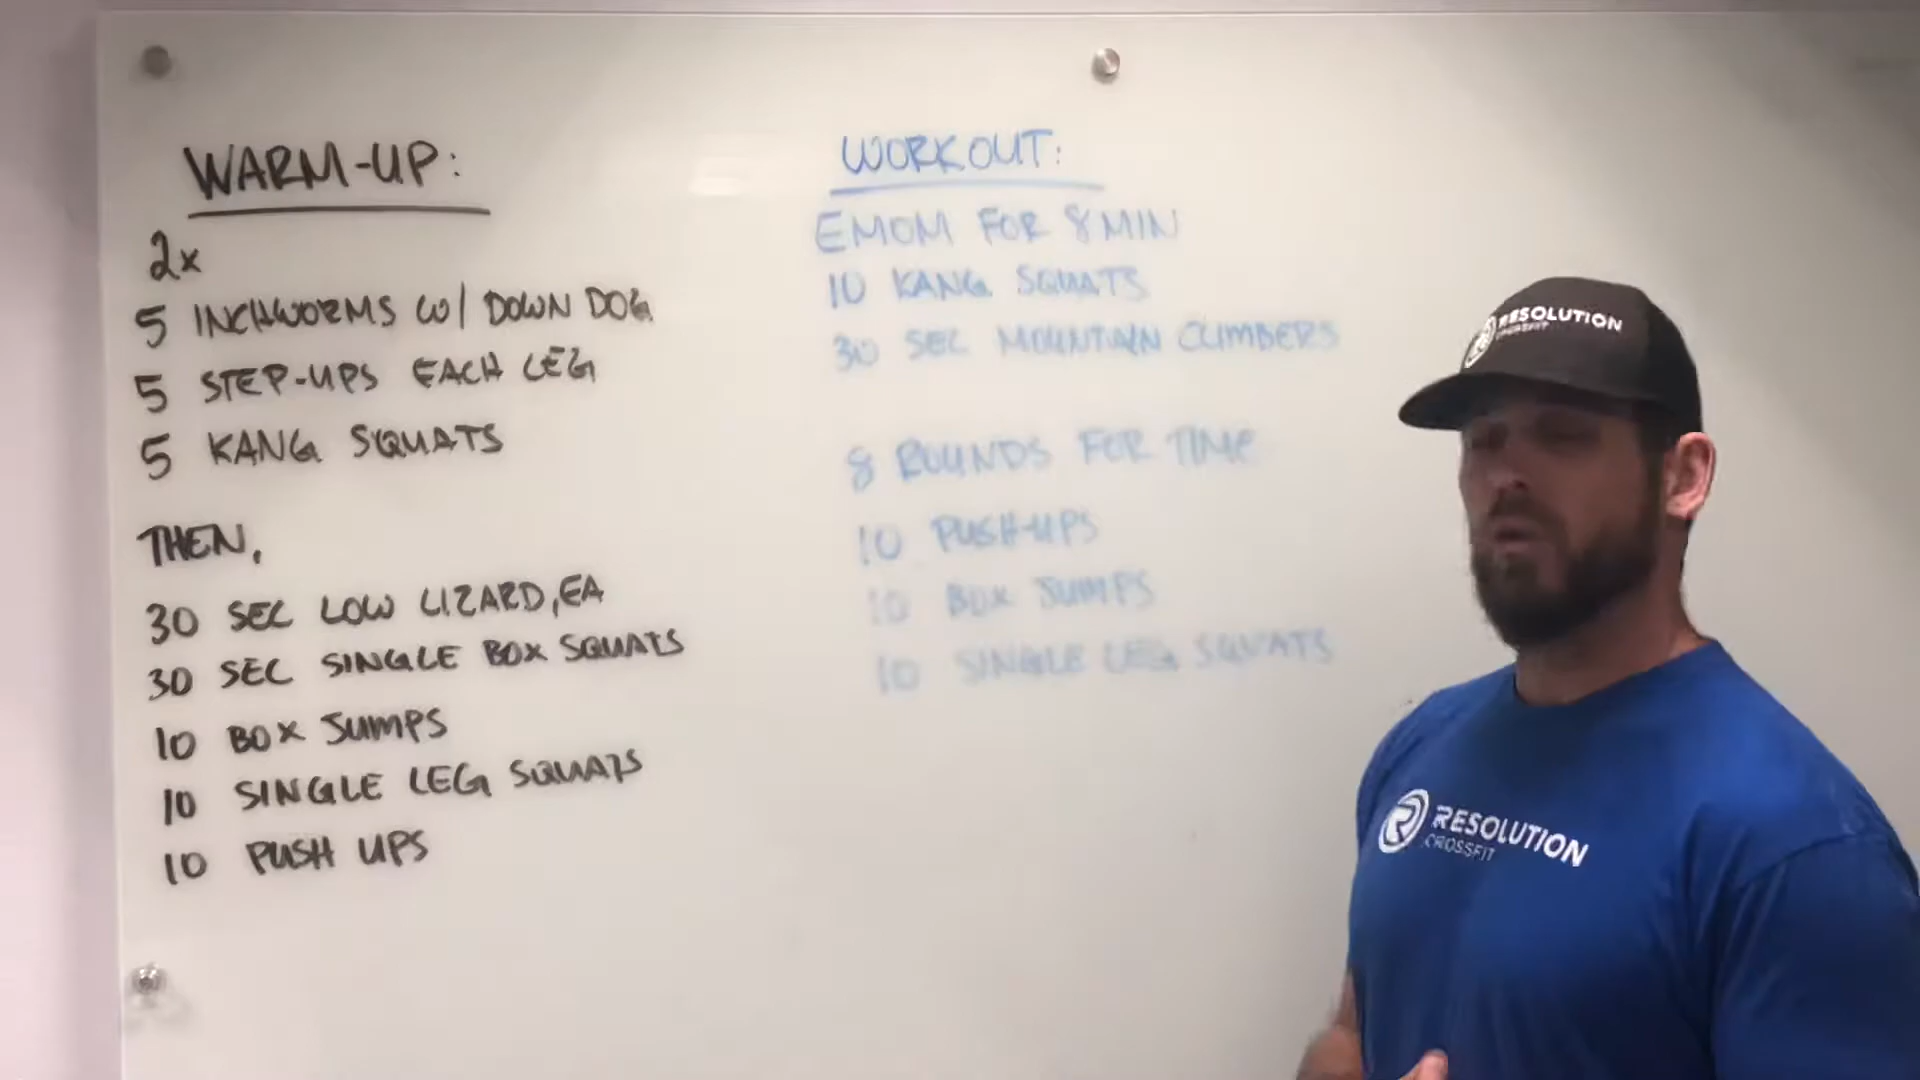 WARM-UP:
2x
5 INCHWORMS W/ DOWN DOG
5 STEP-UPS EACH LEG
5 KANG SQUATS
THEN,
30 SEC LOW LIZARD, EA
30 SEC SINGLE BOX SQUATS
10 BOX JUMPS
10 SINGLE LEG SQUATS
10 PUSH UPS
WORKOUT:
EMOM FOR 8 MIN
10 KANG SQUATS
30 SEC MOUNTAIN CLIMBERS
8 ROUNDS FOR TIME
10 PUSH-UPS
10 BOX JUMPS
10 SINGLE LEG SQUATS
RESOLUTION
CROSSFIT
RESOLUTION
CROSSFIT